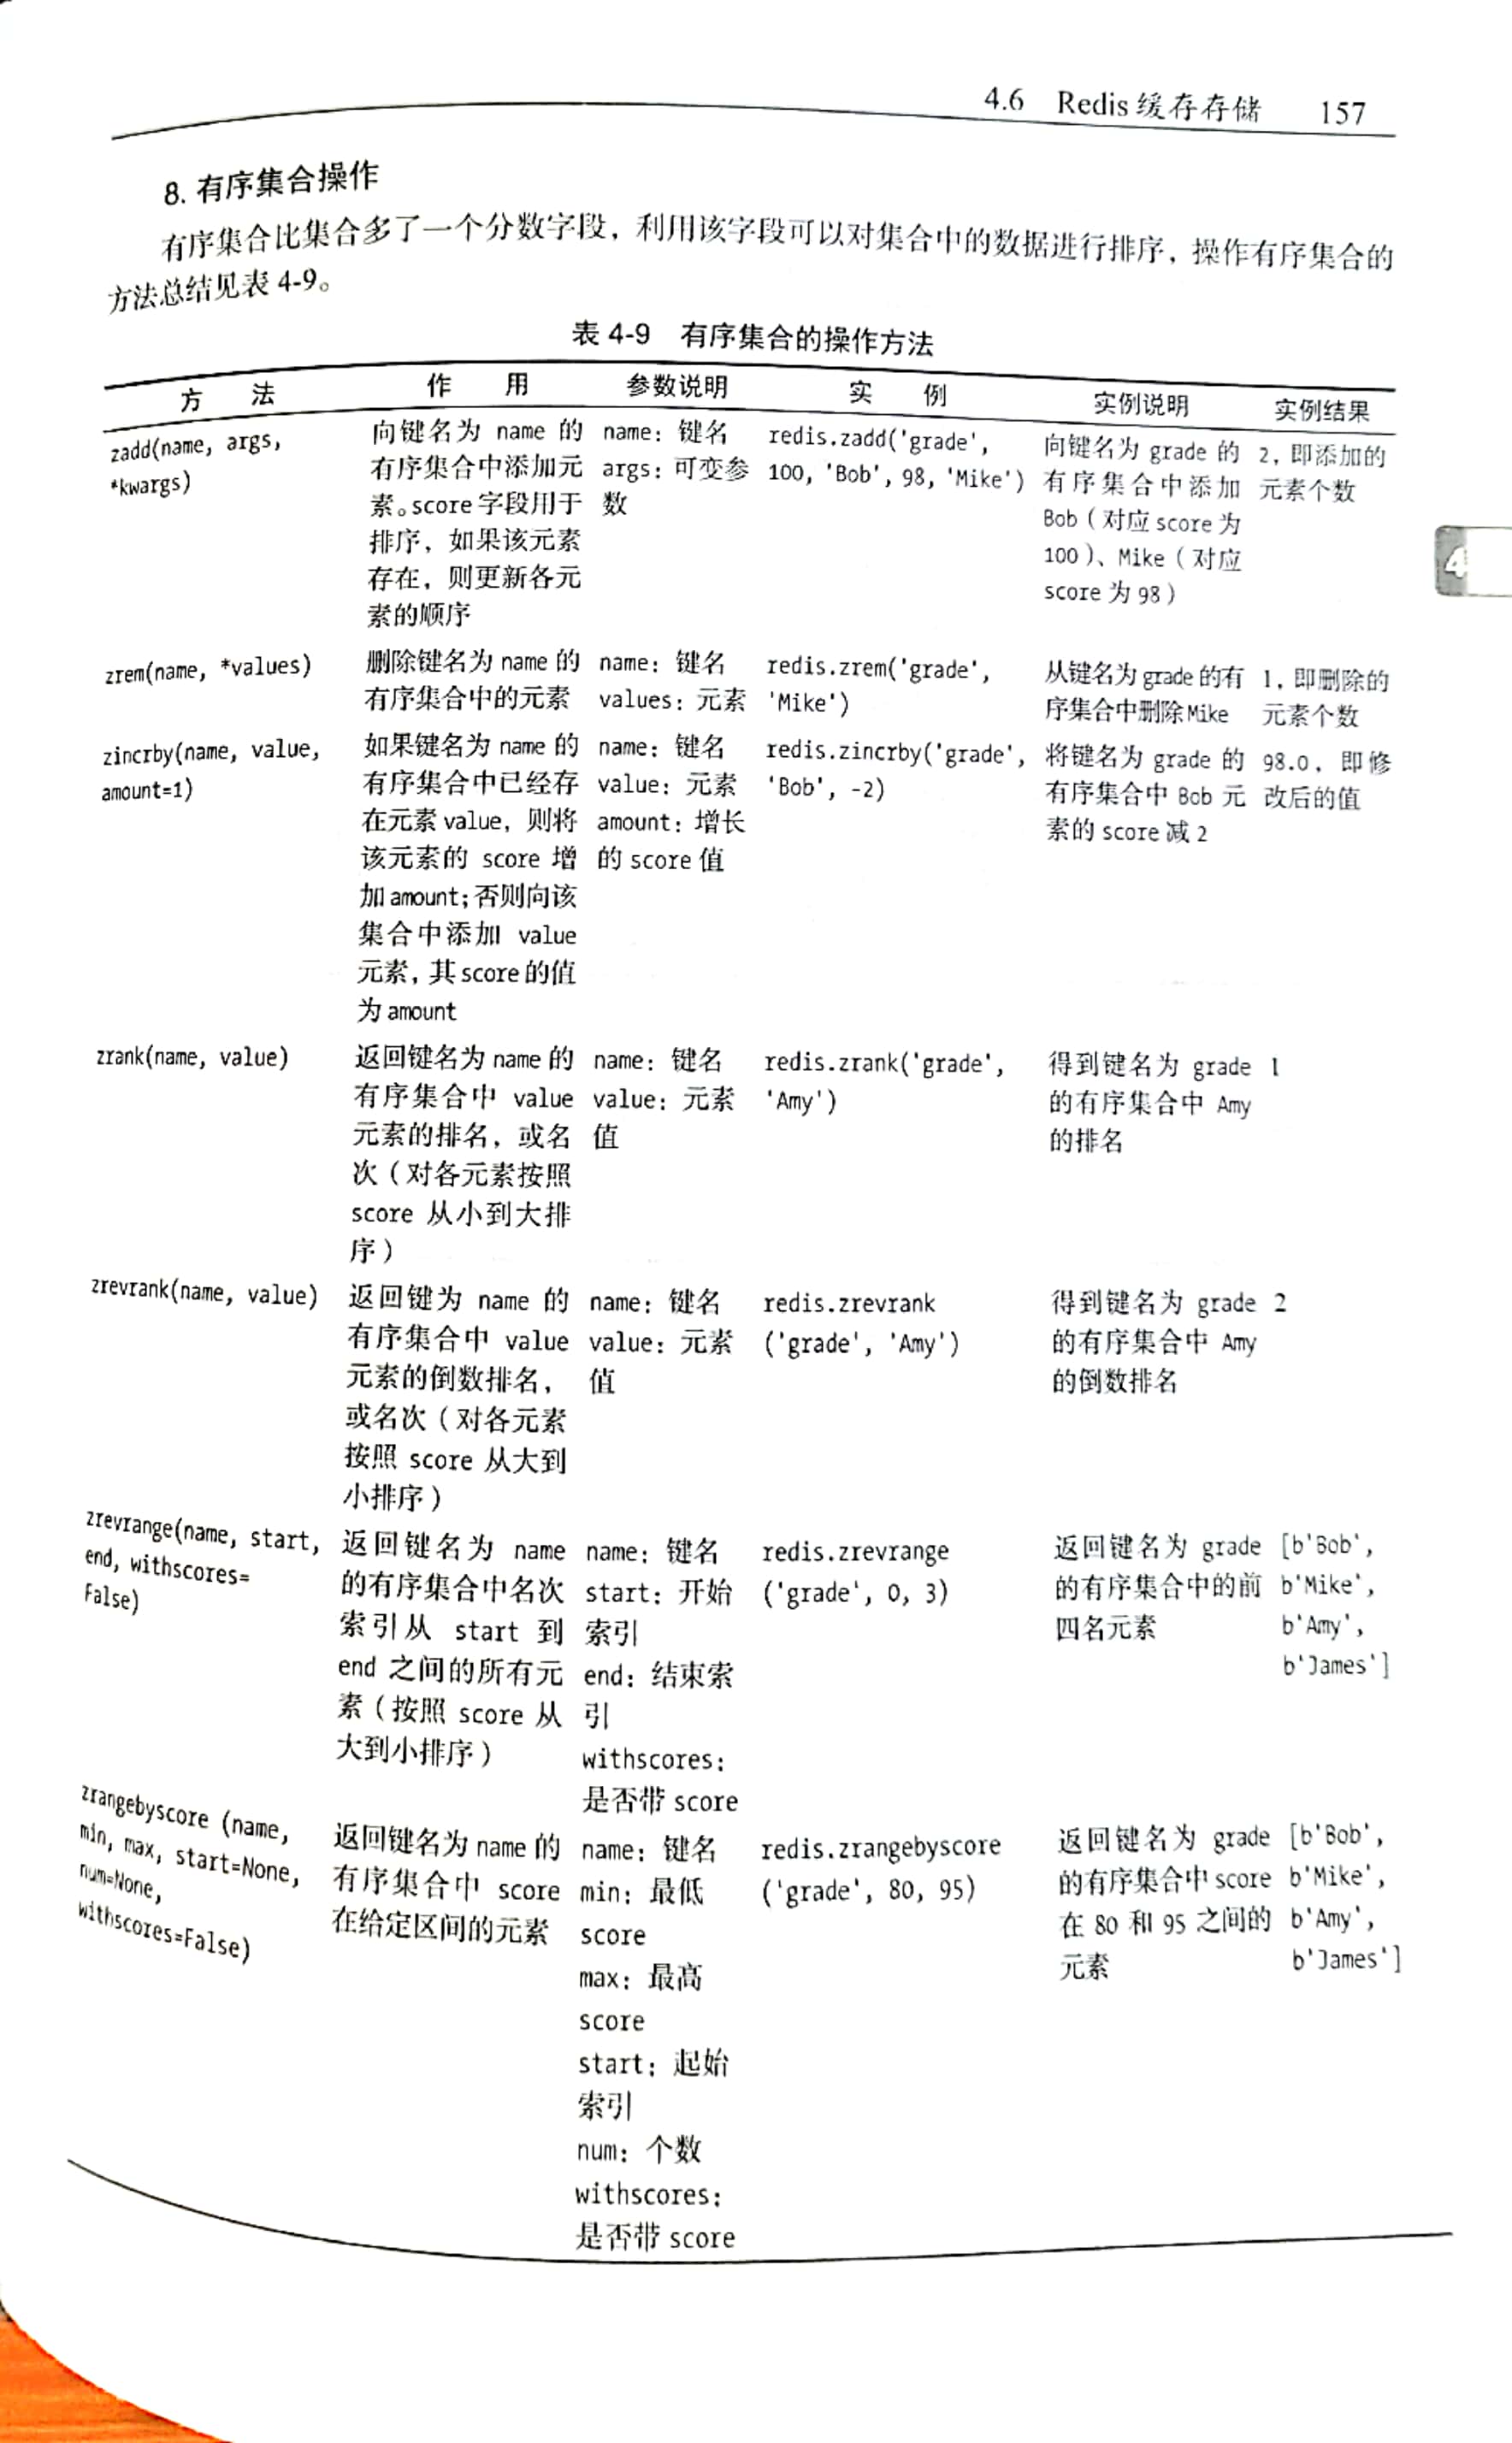 4.6 Redis 缓存存储 157
8. 有序集合操作
有序集合比集合多了一个分数字段，利用该字段可以对集合中的数据进行排序，操作有序集合的
方法总结见表 4-9。
表 4-9 有序集合的操作方法
方 法 作 用 参数说明 实 例 实例说明 实例结果
zadd(name, args,
*kwargs)
向键名为 name 的
有序集合中添加元
素。score 字段用于
排序，如果该元素
存在，则更新各元
素的顺序
name：键名
args：可变参
数
redis.zadd('grade',
100, 'Bob', 98, 'Mike')
向键名为 grade 的
有序集合中添加
Bob（对应 score 为
100）、Mike（对应
score 为 98）
2，即添加的
元素个数
zrem(name, *values)
删除键名为 name 的
有序集合中的元素
name：键名
values：元素
redis.zrem('grade',
'Mike')
从键名为 grade 的有
序集合中删除Mike
1，即删除的
元素个数
zincrby(name, value,
amount=1)
如果键名为 name 的
有序集合中已经存
在元素 value，则将
该元素的 score 增
加 amount；否则向该
集合中添加 value
元素，其 score 的值
为 amount
name：键名
value：元素
amount：增长
的 score 值
redis.zincrby('grade',
'Bob', -2)
将键名为 grade 的
有序集合中 Bob 元
素的 score 减 2
98.0，即修
改后的值
zrank(name, value)
返回键名为 name 的
有序集合中 value
元素的排名，或名
次（对各元素按照
score 从小到大排
序）
name：键名
value：元素
值
redis.zrank('grade',
'Amy')
得到键名为 grade
的有序集合中 Amy
的排名
1
zrevrank(name, value)
返回键为 name 的
有序集合中 value
元素的倒数排名，
或名次（对各元素
按照 score 从大到
小排序）
name：键名
value：元素
值
redis.zrevrank
('grade', 'Amy')
得到键名为 grade
的有序集合中 Amy
的倒数排名
2
zrevrange(name, start,
end, withscores=
False)
返回键名为 name
的有序集合中名次
索引从 start 到
end 之间的所有元
素（按照 score 从
大到小排序）
name：键名
start：开始
索引
end：结束索
引
withscores：
是否带 score
redis.zrevrange
('grade', 0, 3)
返回键名为 grade
的有序集合中的前
四名元素
[b'Bob',
b'Mike',
b'Amy',
b'James']
zrangebyscore (name,
min, max, start=None,
num=None,
withscores=False)
返回键名为 name 的
有序集合中 score
在给定区间的元素
name：键名
min：最低
score
max：最高
score
start：起始
索引
num：个数
withscores：
是否带 score
redis.zrangebyscore
('grade', 80, 95)
返回键名为 grade
的有序集合中 score
在 80 和 95 之间的
元素
[b'Bob',
b'Mike',
b'Amy',
b'James']
4